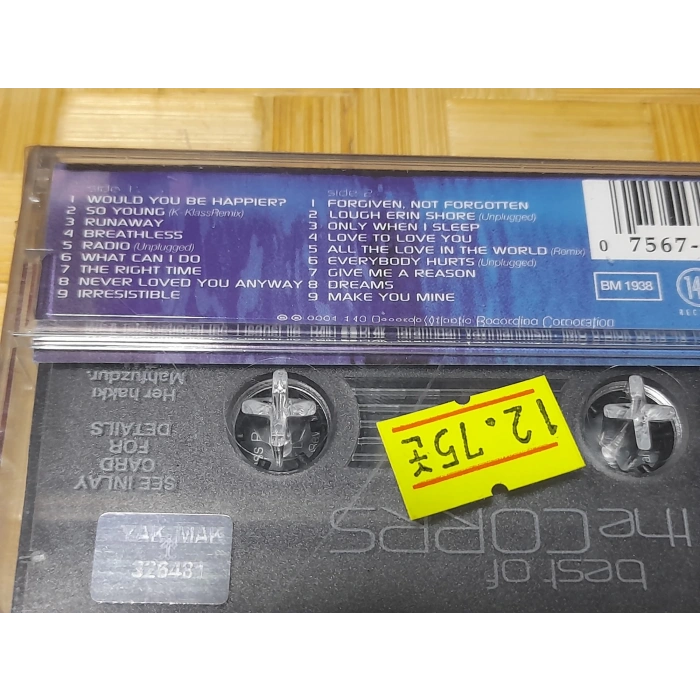 side 1
1 WOULD YOU BE HAPPIER?
2 SO YOUNG (K-KlassRemix)
3 RUNAWAY
4 BREATHLESS
5 RADIO (Unplugged)
6 WHAT CAN I DO
7 THE RIGHT TIME
8 NEVER LOVED YOU ANYWAY
9 IRRESISTIBLE
side 2
1 FORGIVEN, NOT FORGOTTEN
2 LOUGH ERIN SHORE (Unplugged)
3 ONLY WHEN I SLEEP
4 LOVE TO LOVE YOU
5 ALL THE LOVE IN THE WORLD (Remix)
6 EVERYBODY HURTS (Unplugged)
7 GIVE ME A REASON
8 DREAMS
9 MAKE YOU MINE
0 7567-
BM 1938
14
REC
Recording Corporation
12.75
Her hakkı
Mahfuzdur.
SEE INLAY
CARD
FOR
DETAILS
best of
the CORRS
YAK, MAK
326481